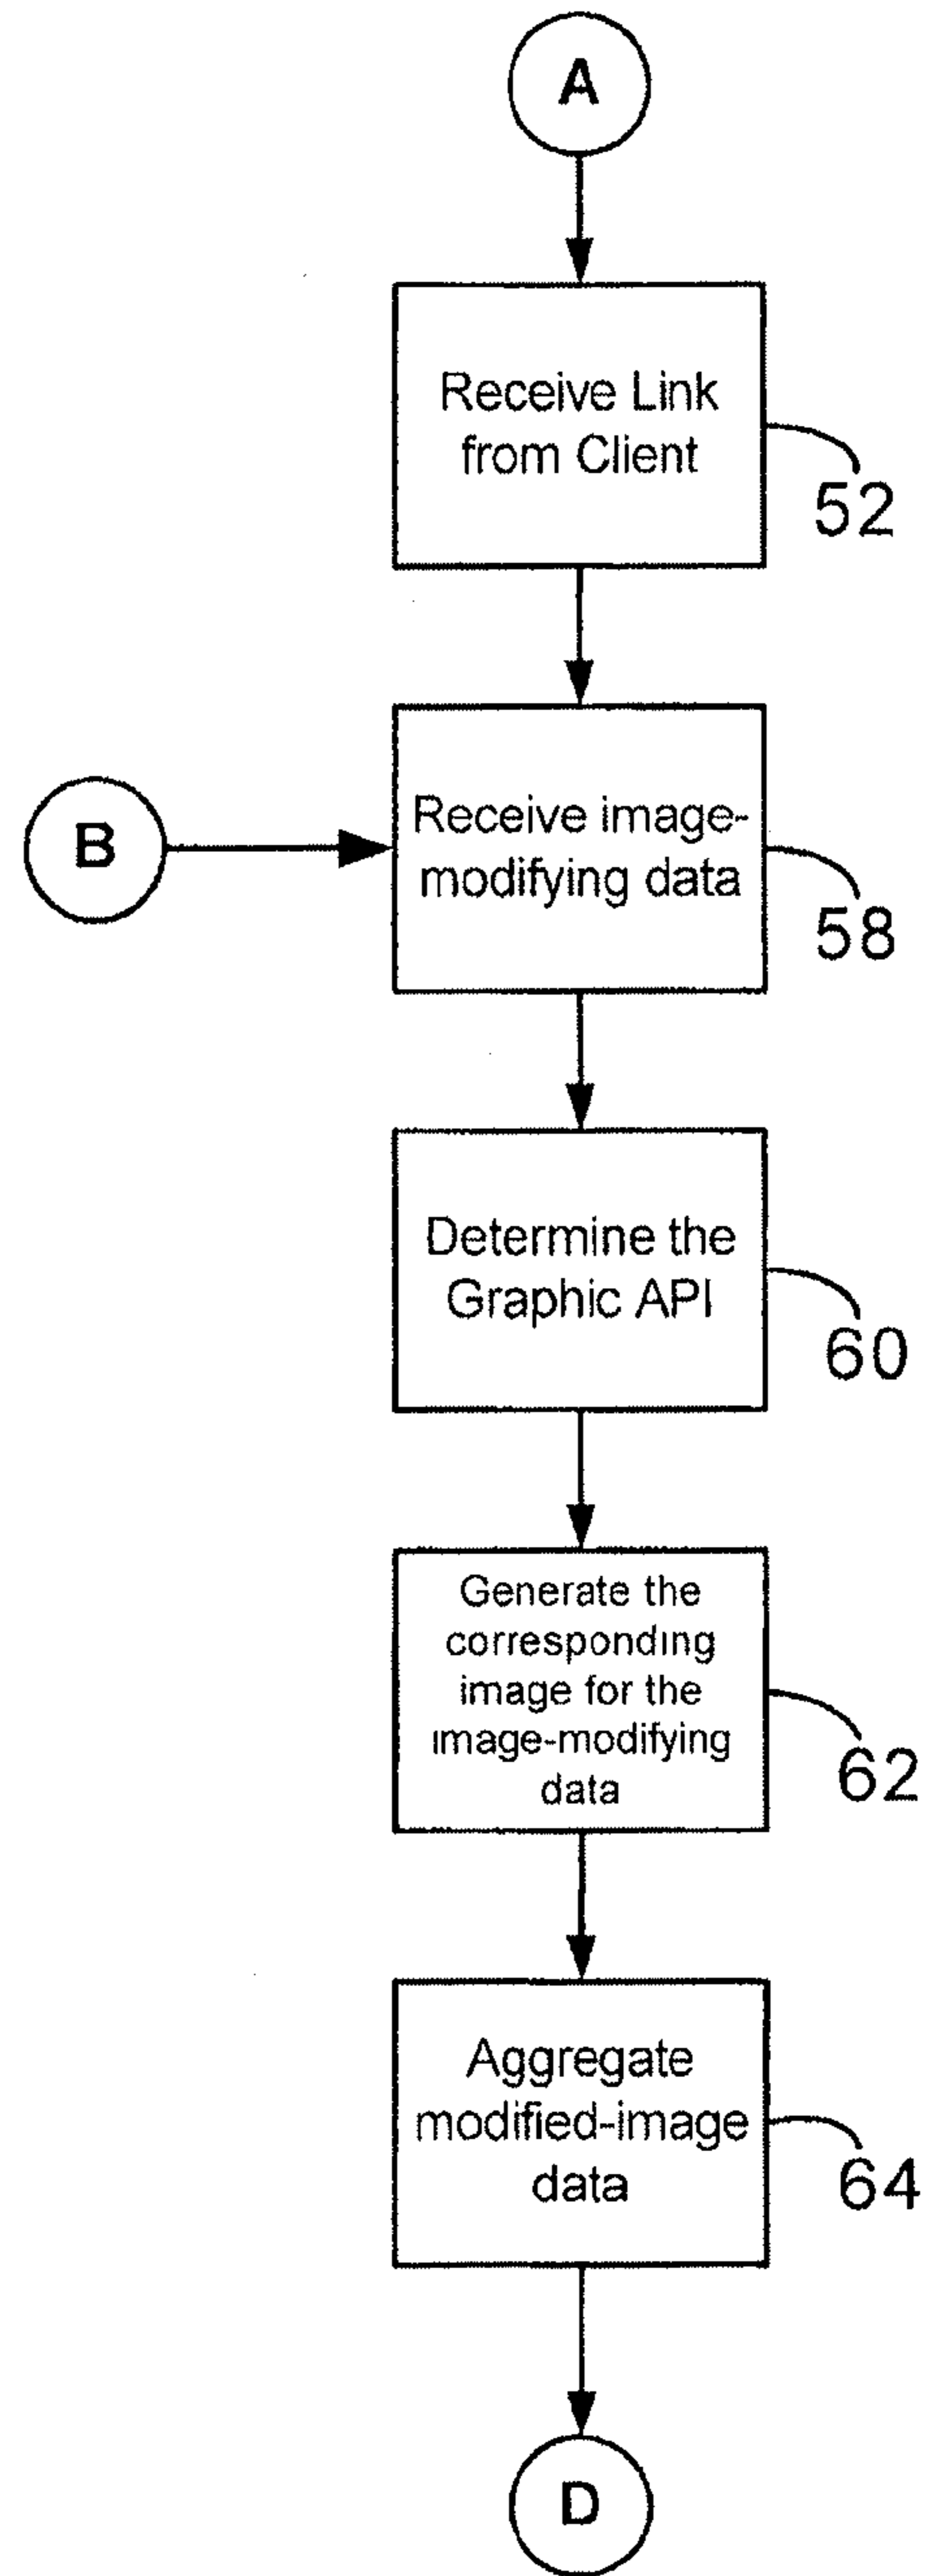 A
Receive Link
from Client
52
Receive image-
modifying data
B
58
Determine the
Graphic API
60
Generate the
corresponding
image for the
image-modifying
data
62
Aggregate
modified-image
data
64
D